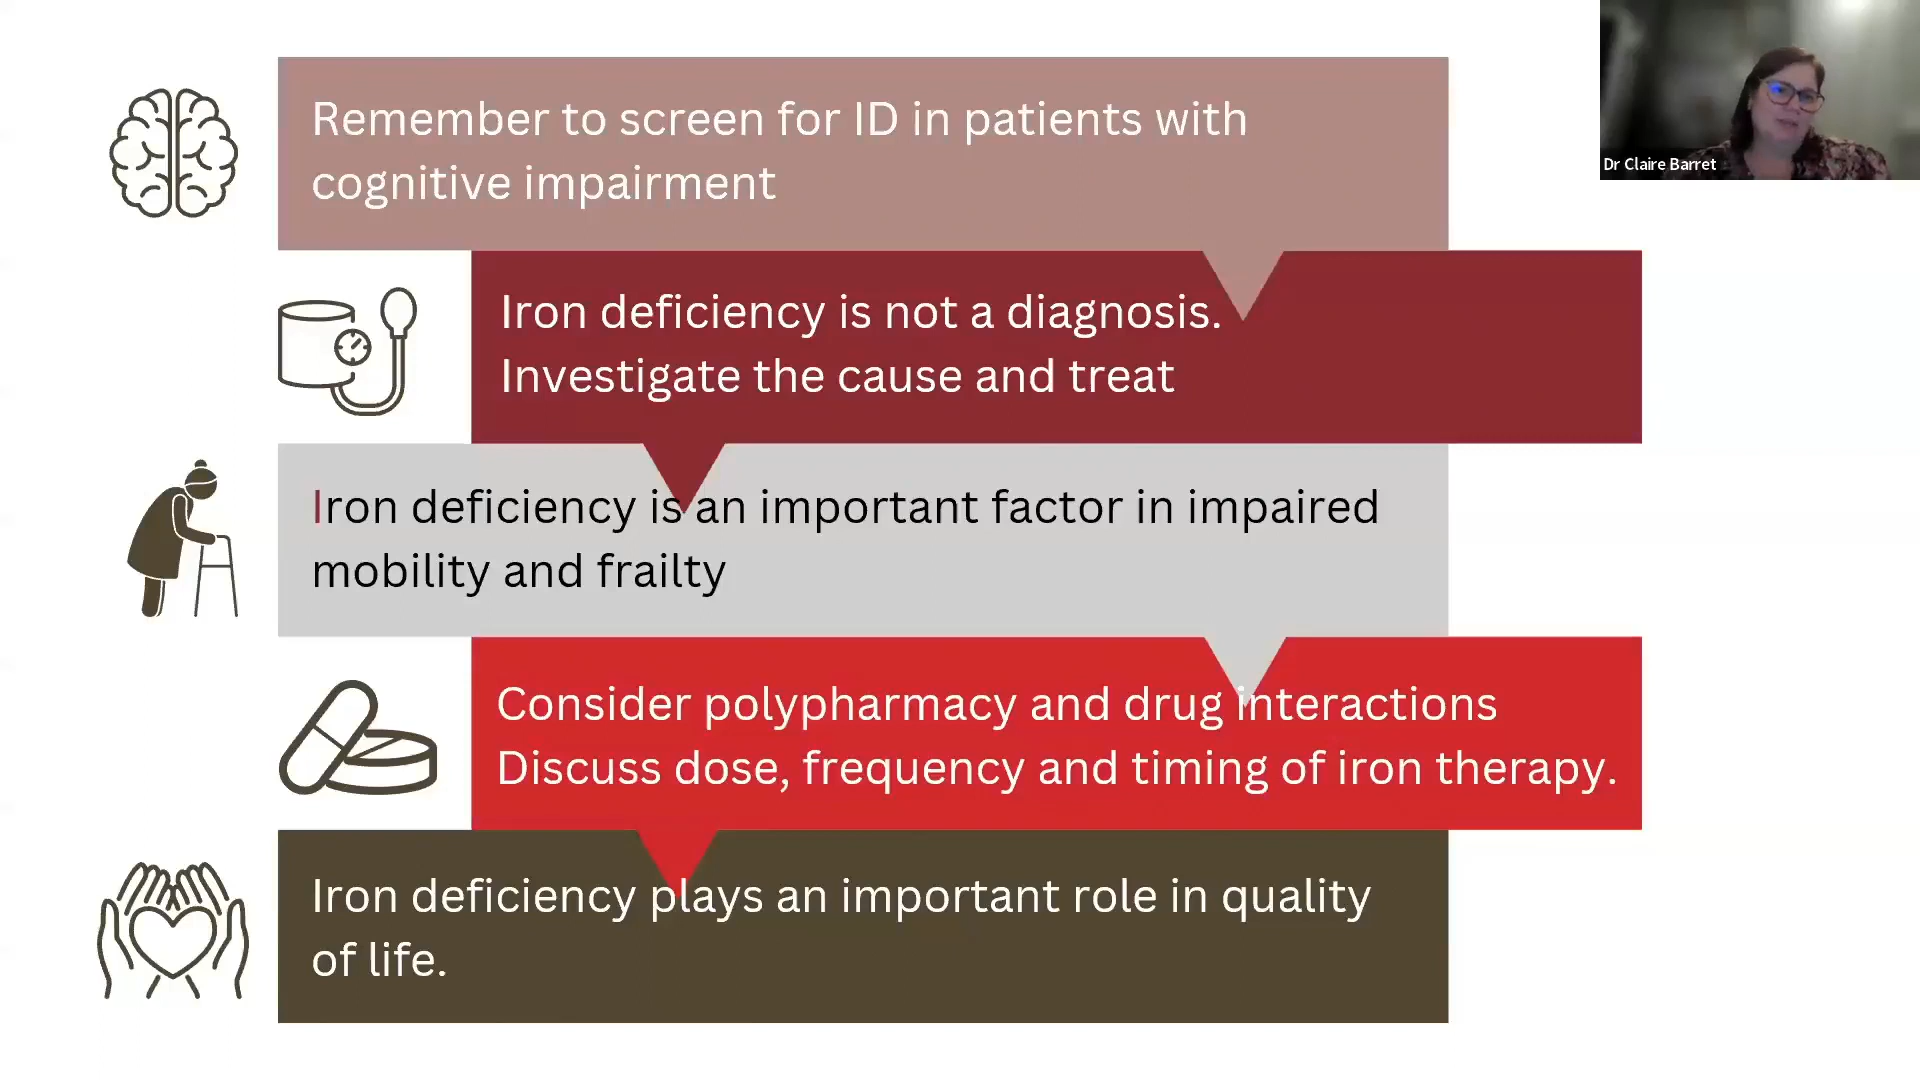 Remember to screen for ID in patients with
cognitive impairment
Iron deficiency is not a diagnosis.
Investigate the cause and treat
Iron deficiency is an important factor in impaired
mobility and frailty
Consider polypharmacy and drug interactions
Discuss dose, frequency and timing of iron therapy.
Iron deficiency plays an important role in quality
of life.
Dr Claire Barret